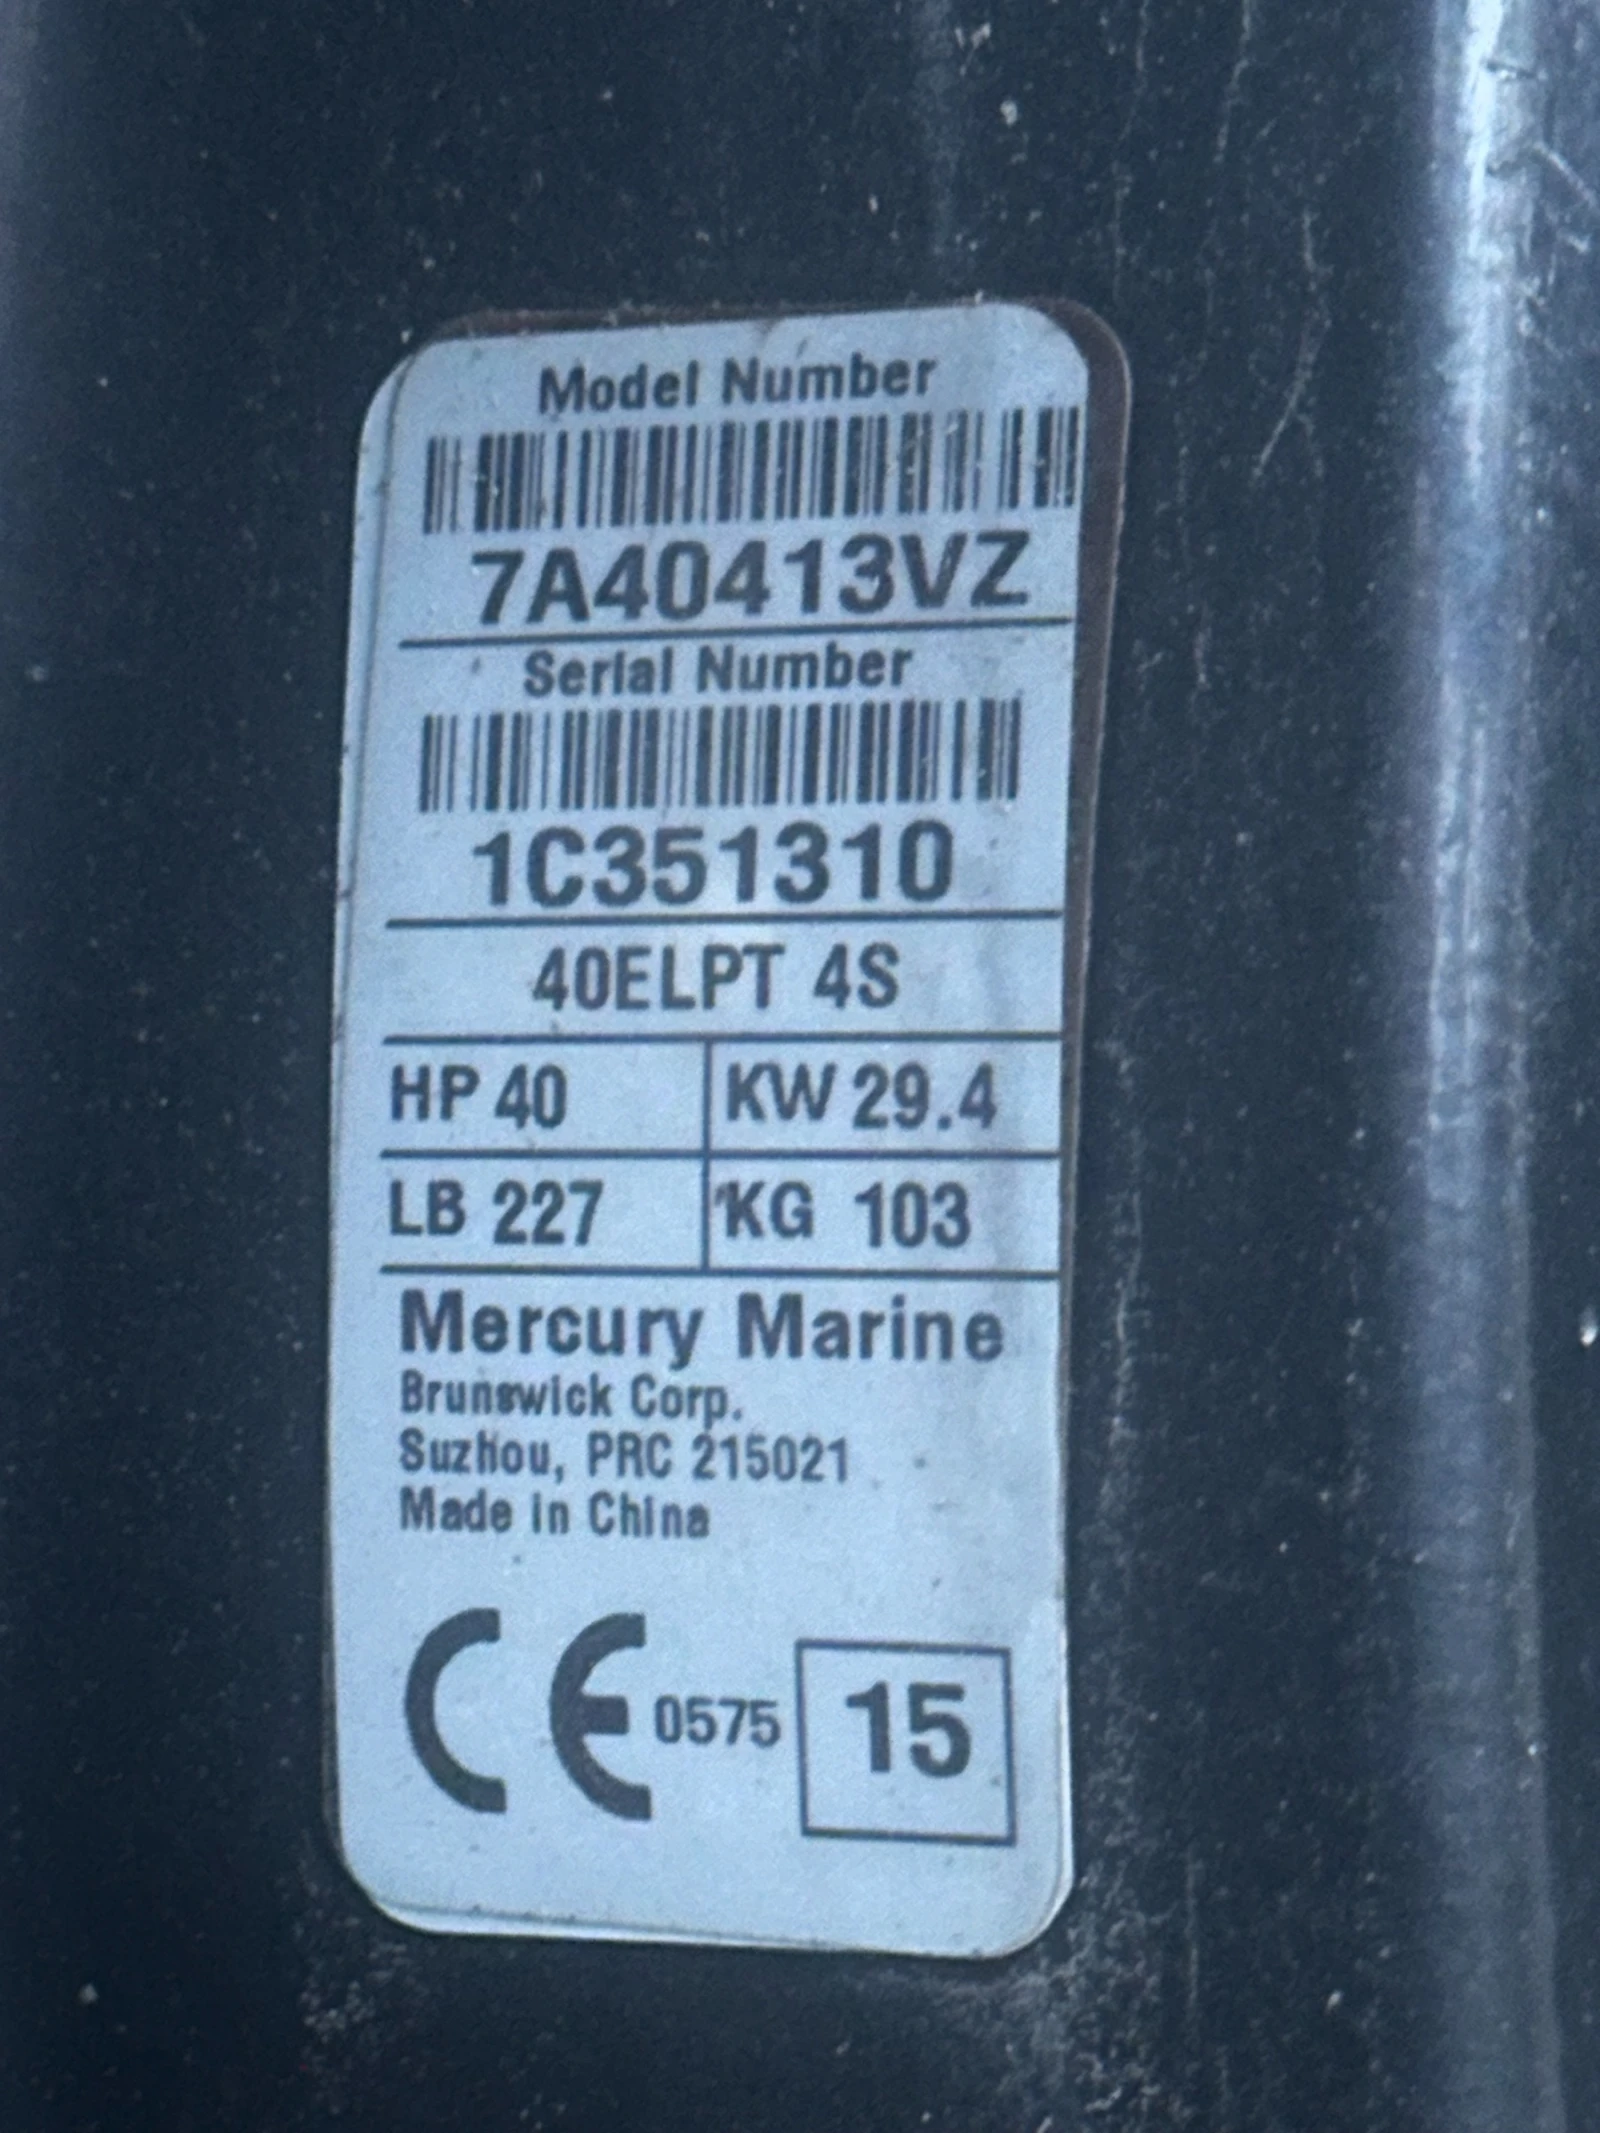 Model Number
7A40413VZ
Serial Number
1C351310
40ELPT 4S
HP 40 KW 29.4
LB 227 KG 103
Mercury Marine
Brunswick Corp.
Suzhou, PRC 215021
Made in China
CE 0575 15